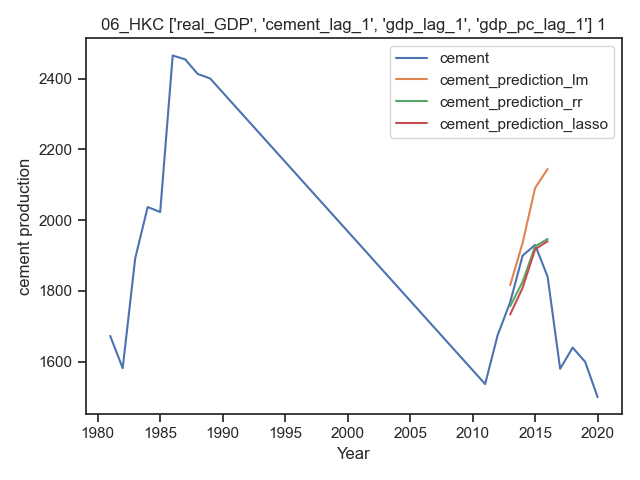 06_HKC ['real_GDP', 'cement_lag_1', 'gdp_lag_1', 'gdp_pc_lag_1'] 1
cement
cement_prediction_lm
cement_prediction_rr
cement_prediction_lasso
2400
2200
2000
1800
1600
cement production
1980 1985 1990 1995 2000 2005 2010 2015 2020
Year